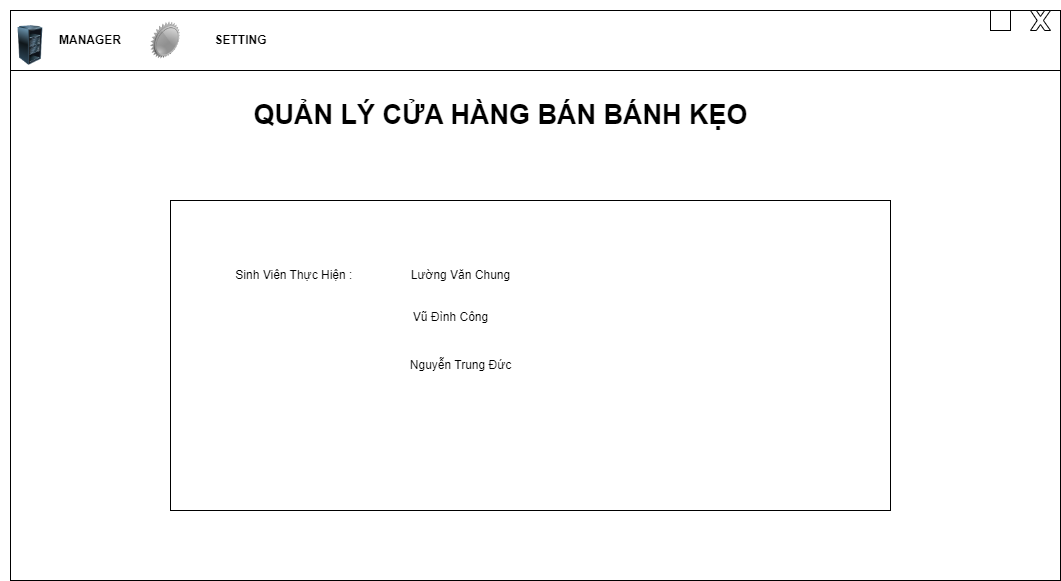 MANAGER SETTING
QUẢN LÝ CỬA HÀNG BÁN BÁNH KẸO
Sinh Viên Thực Hiện : Lường Văn Chung
Vũ Đình Công
Nguyễn Trung Đức